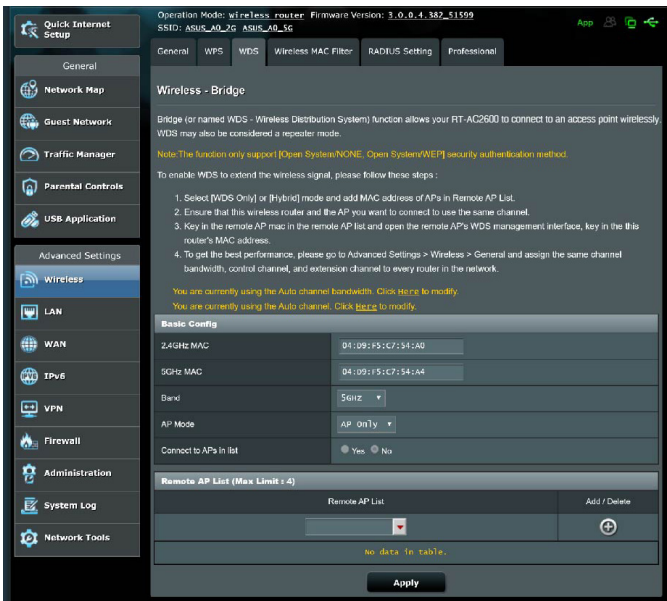 Quick Internet
Setup
General
Network Map
Guest Network
Traffic Manager
Parental Controls
USB Application
Advanced Settings
Wireless
LAN
WAN
IPv6
VPN
Firewall
Administration
System Log
Network Tools
Operation Mode: Wireless router Firmware Version: 3.0.0.4.382_51599
SSID: ASUS_A0_2G ASUS_A0_5G
App
General WPS WDS Wireless MAC Filter RADIUS Setting Professional
Wireless - Bridge
Bridge (or named WDS - Wireless Distribution System) function allows your RT-AC2600 to connect to an access point wirelessly.
WDS may also be considered a repeater mode.
Note:The function only support [Open System/NONE, Open System/WEP] security authentication method.
To enable WDS to extend the wireless signal, please follow these steps :
1. Select [WDS Only] or [Hybrid] mode and add MAC address of APs in Remote AP List.
2. Ensure that this wireless router and the AP you want to connect to use the same channel.
3. Key in the remote AP mac in the remote AP list and open the remote AP's WDS management interface, key in the this
router's MAC address.
4. To get the best performance, please go to Advanced Settings > Wireless > General and assign the same channel
bandwidth, control channel, and extension channel to every router in the network.
You are currently using the Auto channel bandwidth. Click Here to modify.
You are currently using the Auto channel. Click Here to modify.
Basic Config
2.4GHz MAC 04:D9:F5:C7:54:A0
5GHz MAC 04:D9:F5:C7:54:A4
Band 5GHz
AP Mode AP Only
Connect to APs in list Yes No
Remote AP List (Max Limit : 4)
Remote AP List Add / Delete
No data in table.
Apply